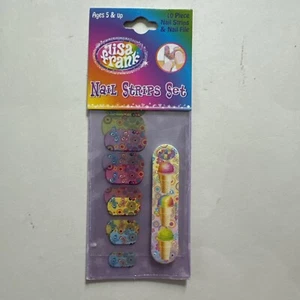 Ages 5 & up
10 Piece
Nail Strips
& Nail File
Lisa
Frank
Nail Strips Set